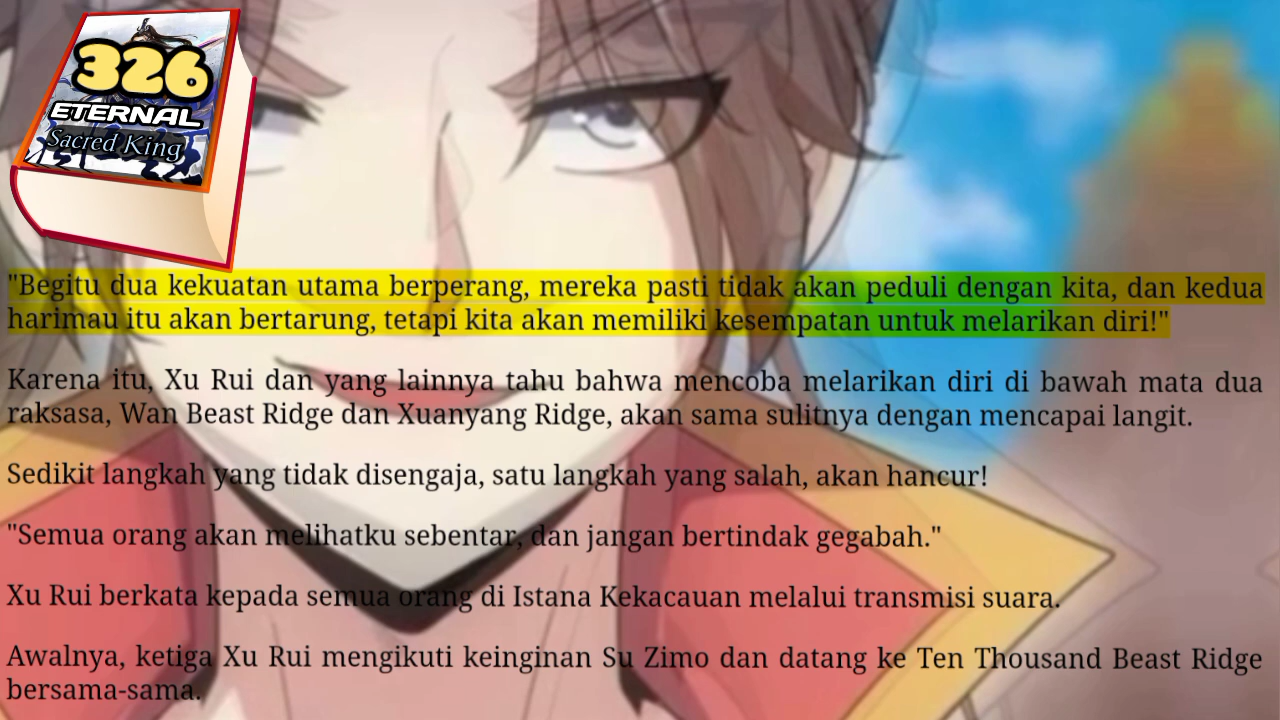 326
ETERNAL
Sacred King
"Begitu dua kekuatan utama berperang, mereka pasti tidak akan peduli dengan kita, dan kedua
harimau itu akan bertarung, tetapi kita akan memiliki kesempatan untuk melarikan diri!"
Karena itu, Xu Rui dan yang lainnya tahu bahwa mencoba melarikan diri di bawah mata dua
raksasa, Wan Beast Ridge dan Xuanyang Ridge, akan sama sulitnya dengan mencapai langit.
Sedikit langkah yang tidak disengaja, satu langkah yang salah, akan hancur!
"Semua orang akan melihatku sebentar, dan jangan bertindak gegabah."
Xu Rui berkata kepada semua orang di Istana Kekacauan melalui transmisi suara.
Awalnya, ketiga Xu Rui mengikuti keinginan Su Zimo dan datang ke Ten Thousand Beast Ridge
bersama-sama.